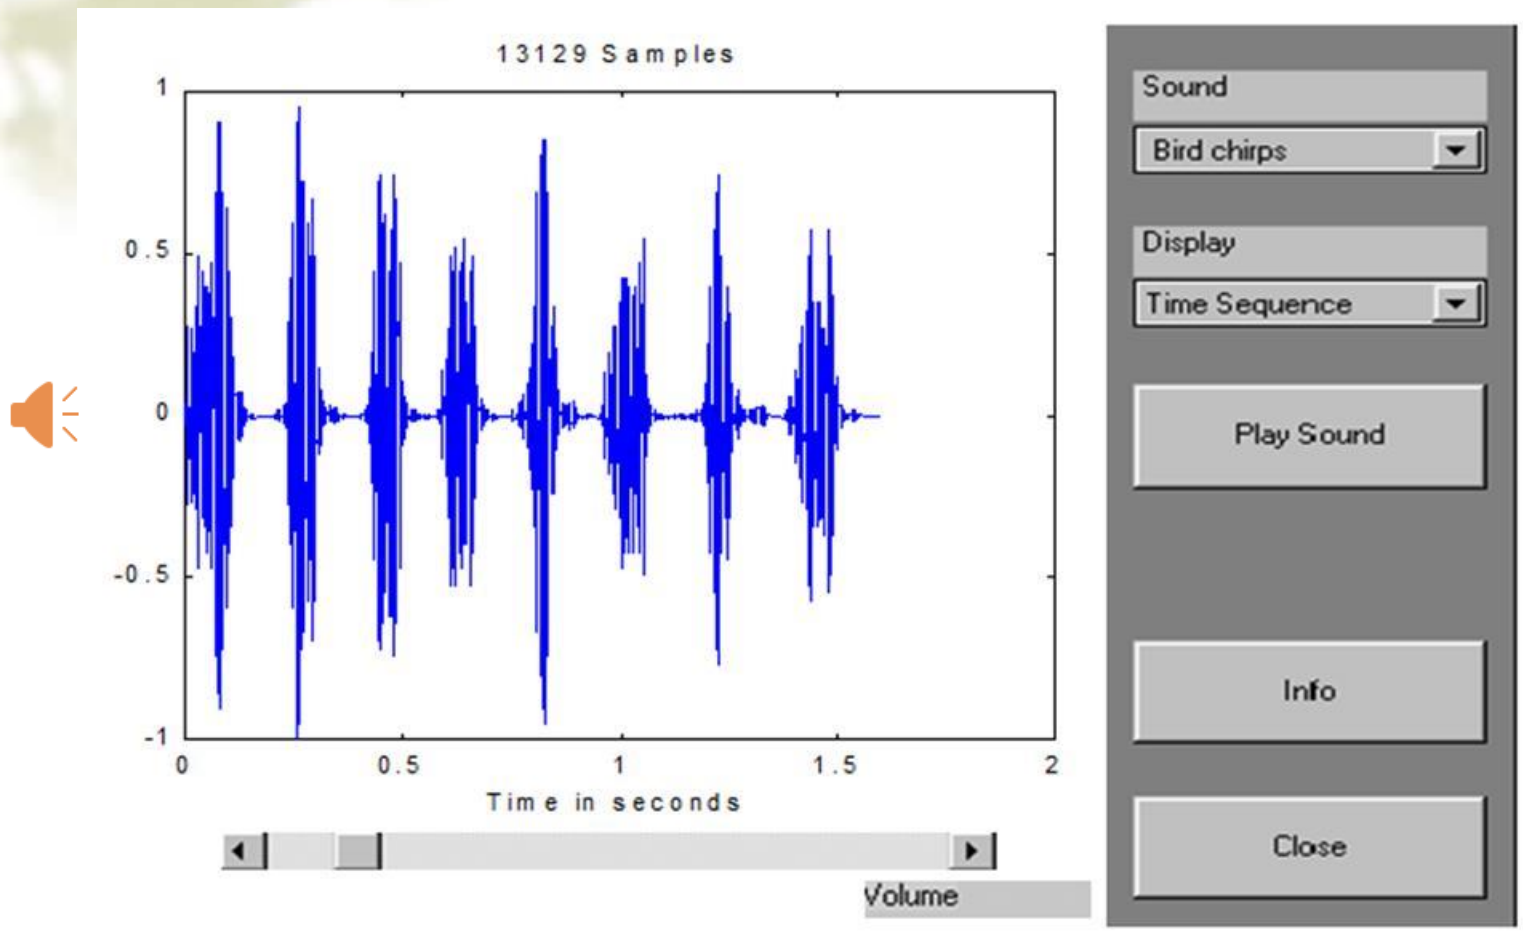 13129 Samples
1
0.5
0
-0.5
-1
0
0.5
1
1.5
2
Time in seconds
Volume
Sound
Bird chirps
Display
Time Sequence
Play Sound
Info
Close